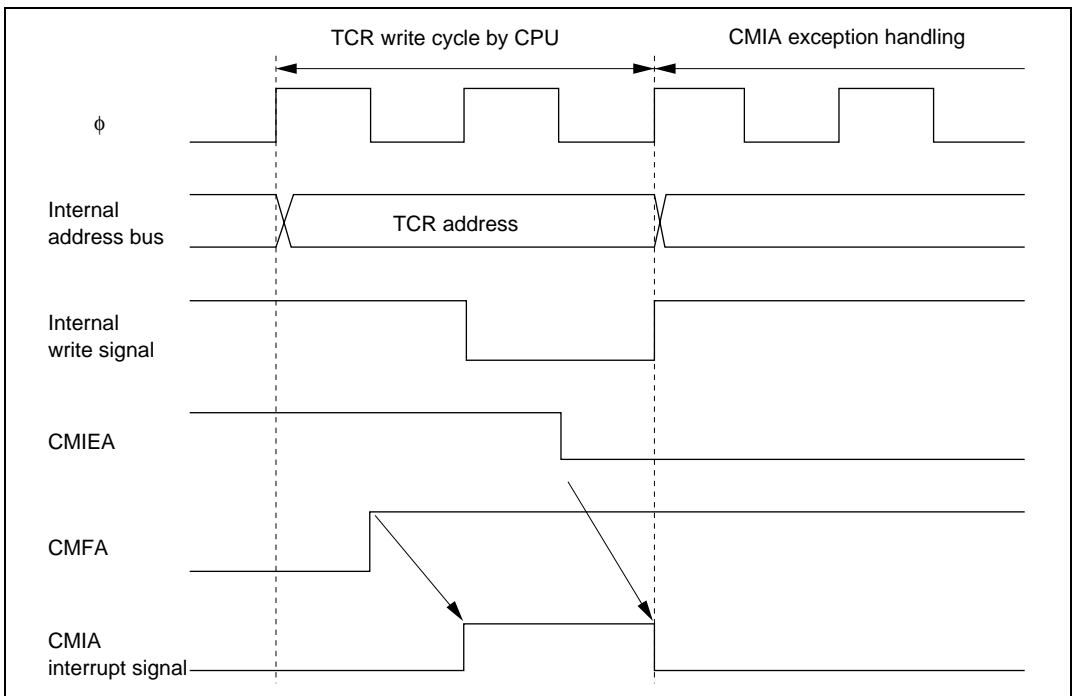 TCR write cycle by CPU
CMIA exception handling
ϕ
Internal
address bus
TCR address
Internal
write signal
CMIEA
CMFA
CMIA
interrupt signal